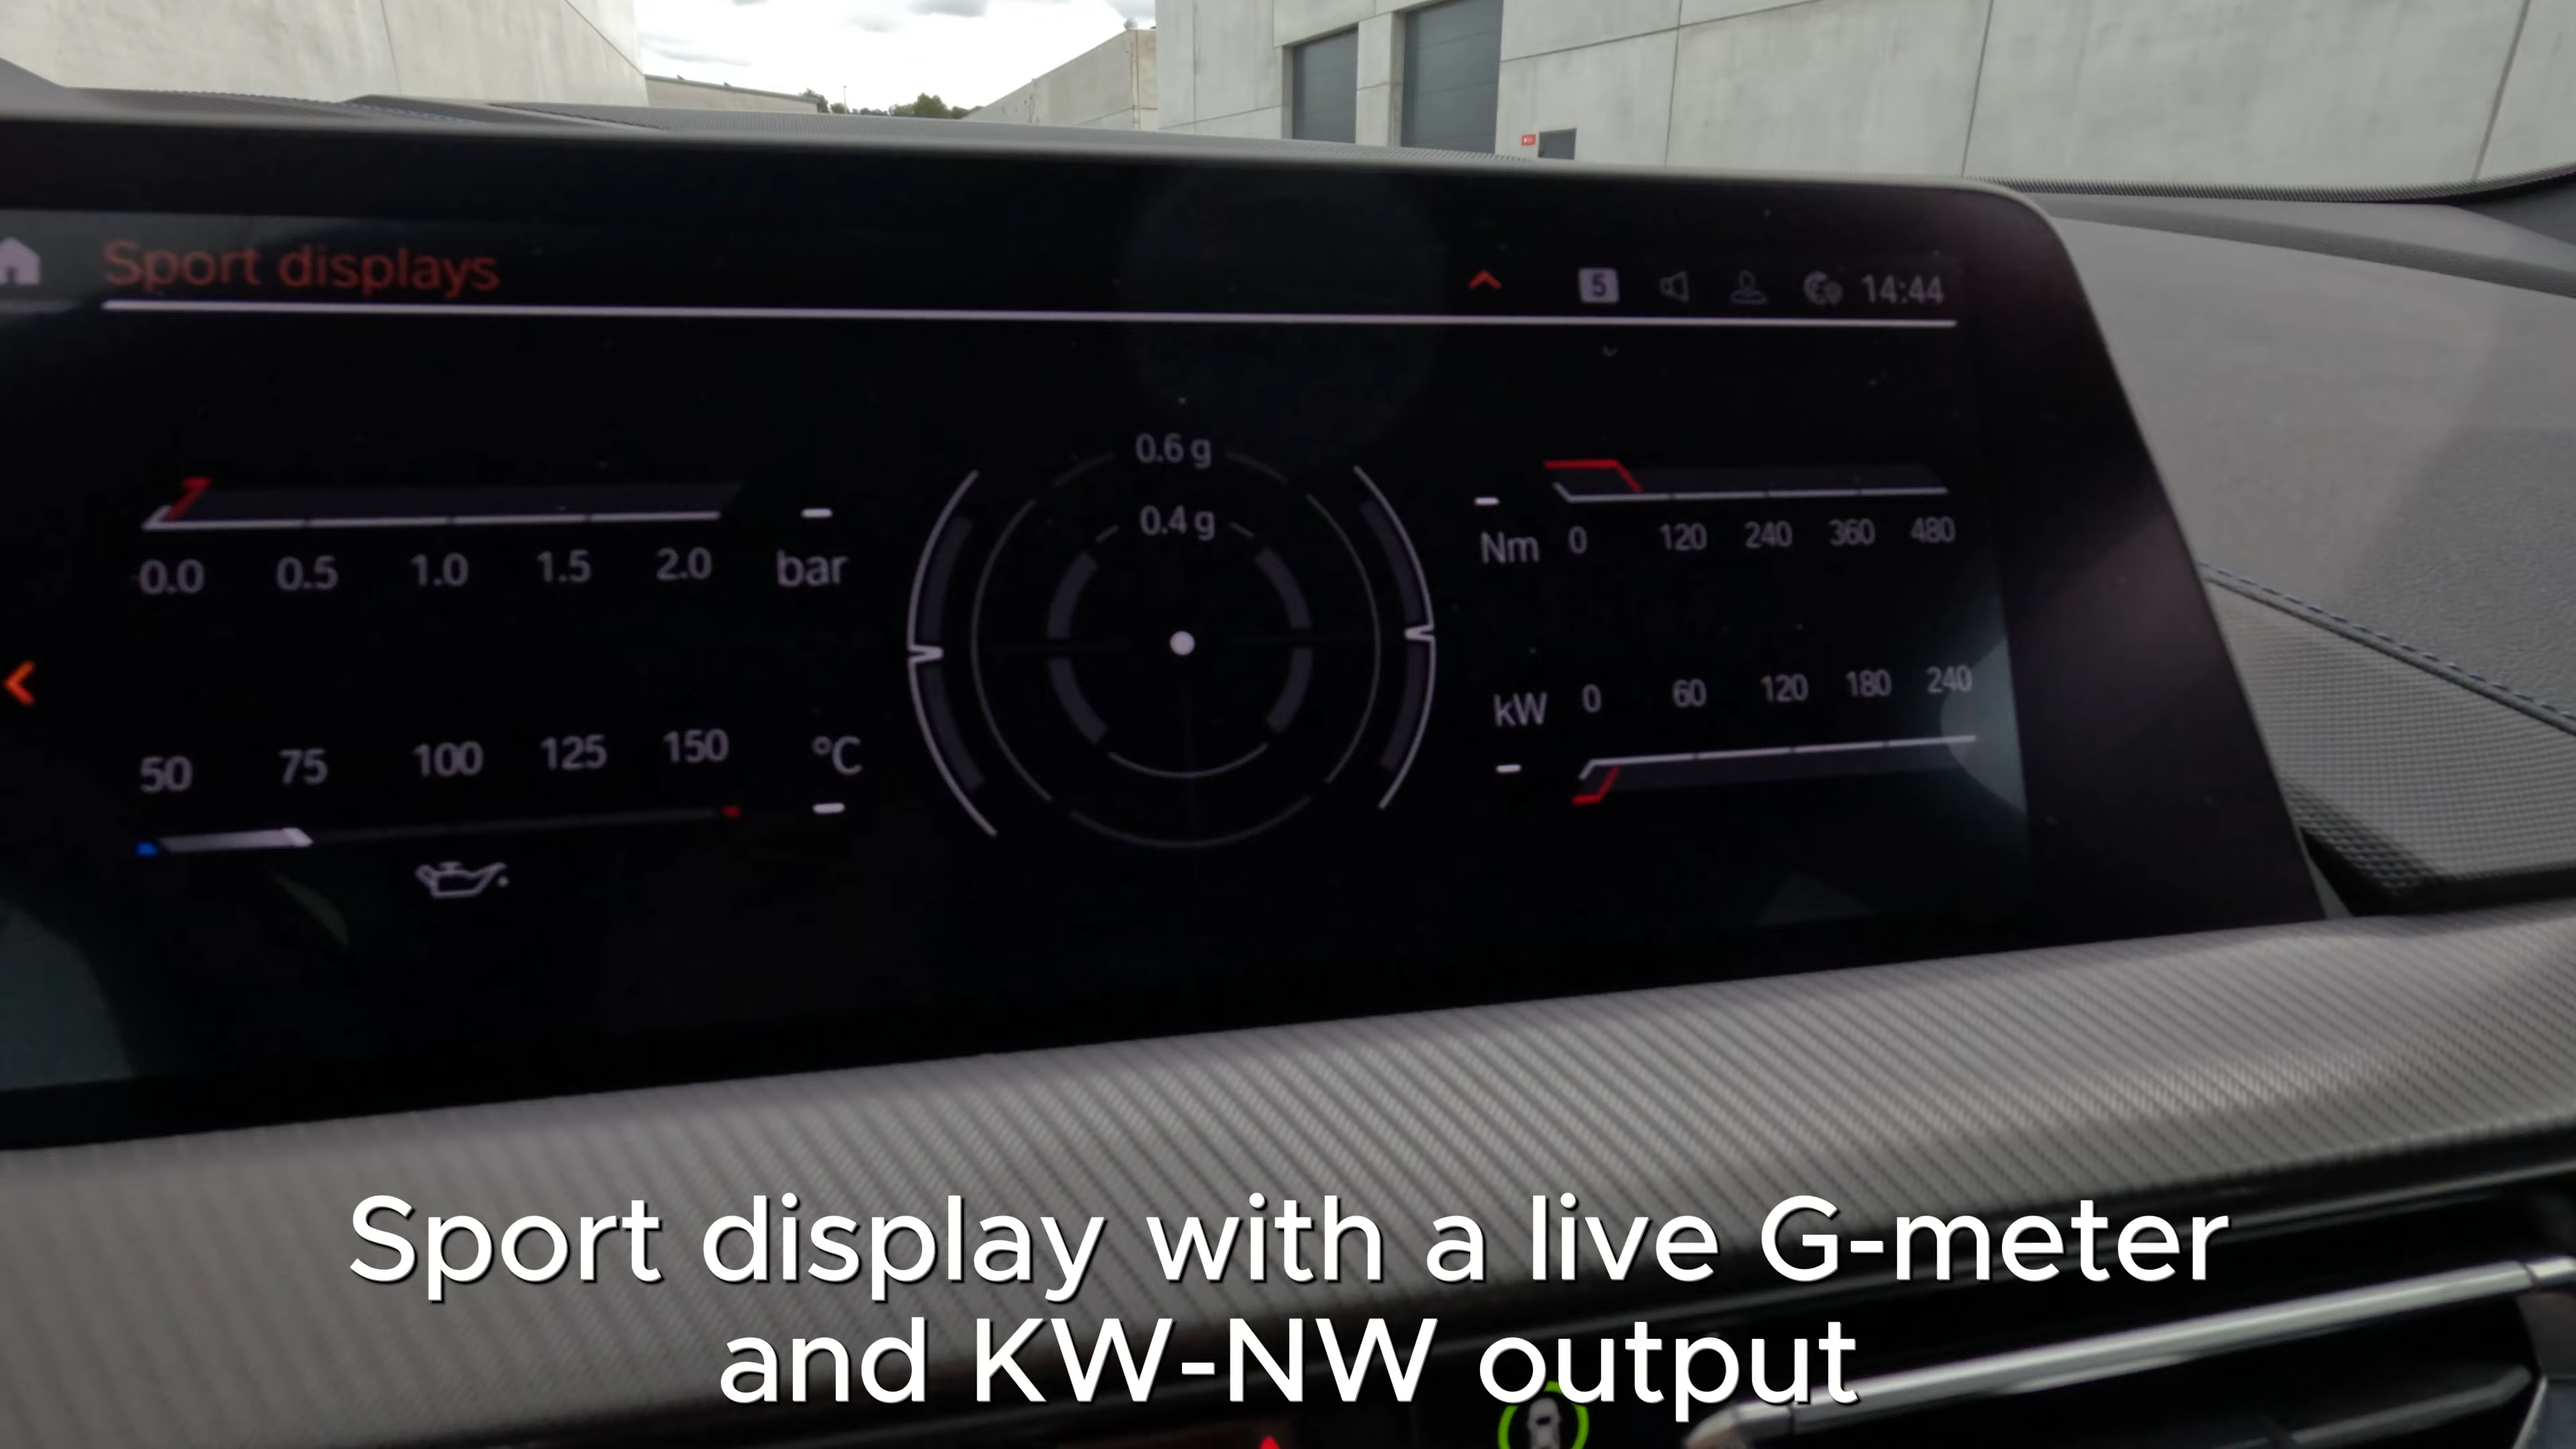 Sport displays
5
14:44
0.6 g
0.4 g
0.0 0.5 1.0 1.5 2.0 bar
Nm 0 120 240 360 480
kW 0 60 120 180 240
50 75 100 125 150 °C
Sport display with a live G-meter
and KW-NW output